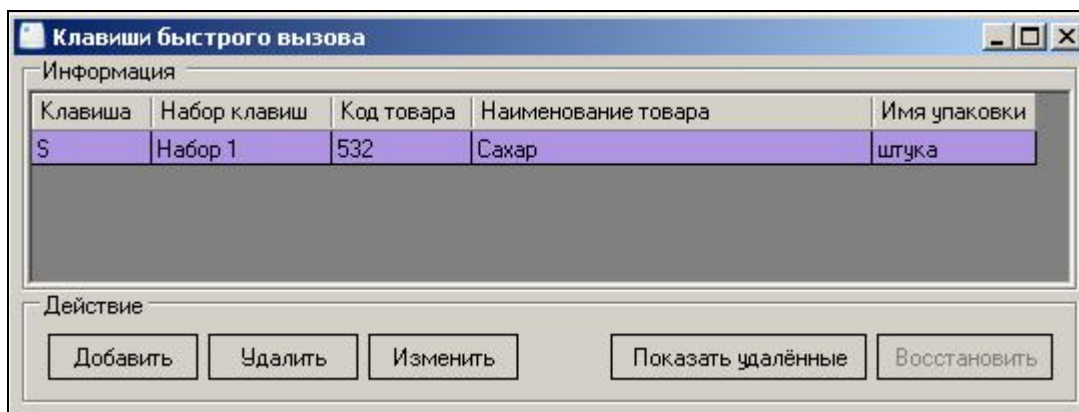 Клавиши быстрого вызова
Информация
Клавиша Набор клавиш Код товара Наименование товара Имя упаковки
S Набор 1 532 Сахар штука
Действие
Добавить Удалить Изменить Показать удалённые Восстановить